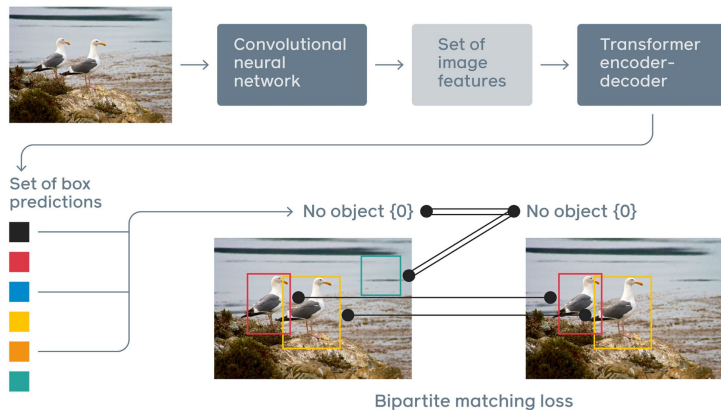 Convolutional
neural
network
Set of
image
features
Transformer
encoder-
decoder
Set of box
predictions
No object {0}
No object {0}
Bipartite matching loss